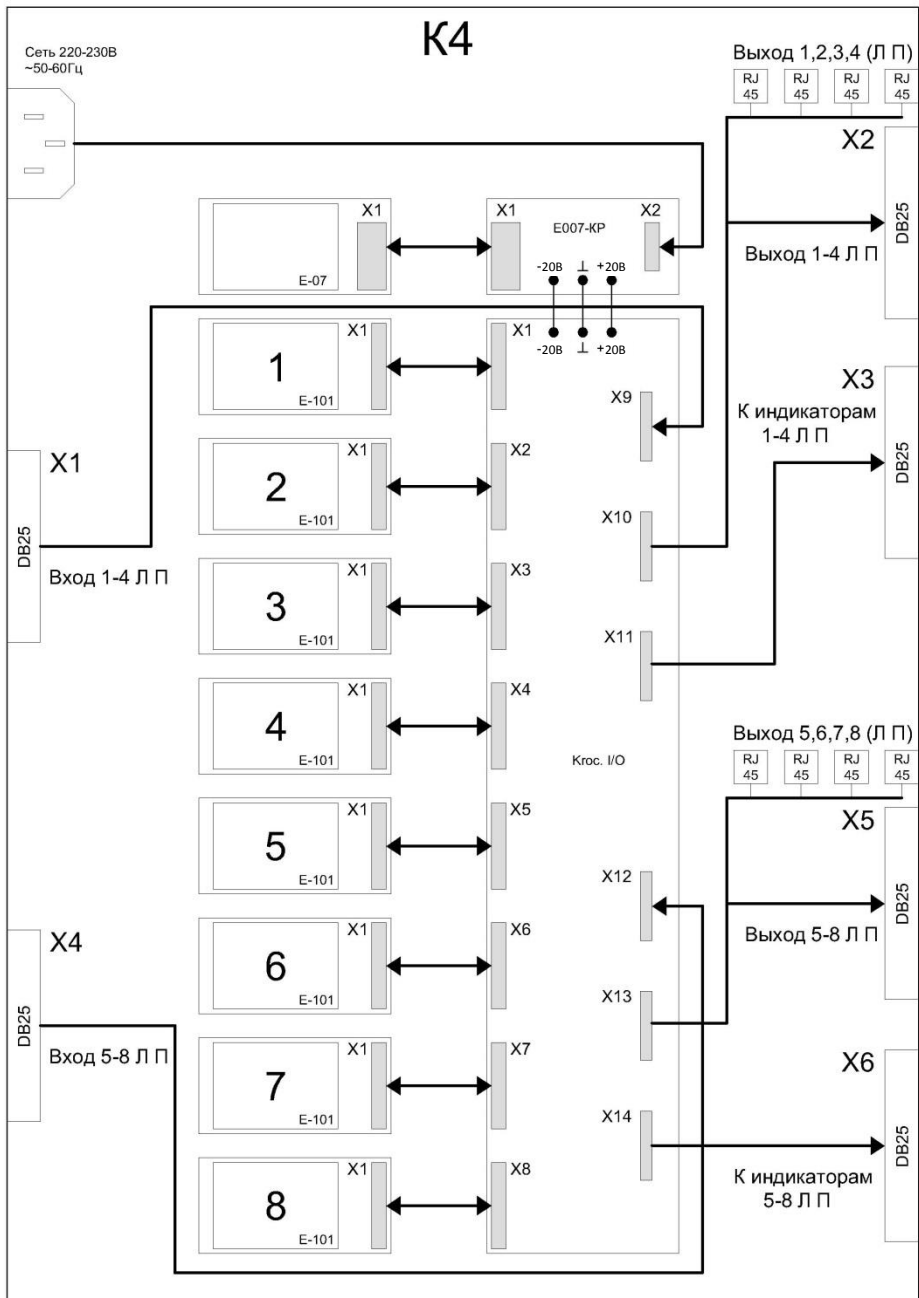 К4
Сеть 220-230В
~50-60Гц
Выход 1,2,3,4 (Л П)
RJ
45
RJ
45
RJ
45
RJ
45
X2
DB25
Выход 1-4 Л П
X1
E-07
X1
E007-КР
X2
-20В
⊥
+20В
-20В
⊥
+20В
1
X1
E-101
X1
X9
X3
DB25
К индикаторам
1-4 Л П
X1
DB25
Вход 1-4 Л П
2
X1
E-101
X2
X10
3
X1
E-101
X3
X11
4
X1
E-101
X4
Кгос. I/O
Выход 5,6,7,8 (Л П)
RJ
45
RJ
45
RJ
45
RJ
45
X5
DB25
Выход 5-8 Л П
5
X1
E-101
X5
X12
X4
DB25
Вход 5-8 Л П
6
X1
E-101
X6
X13
7
X1
E-101
X7
X14
X6
DB25
К индикаторам
5-8 Л П
8
X1
E-101
X8